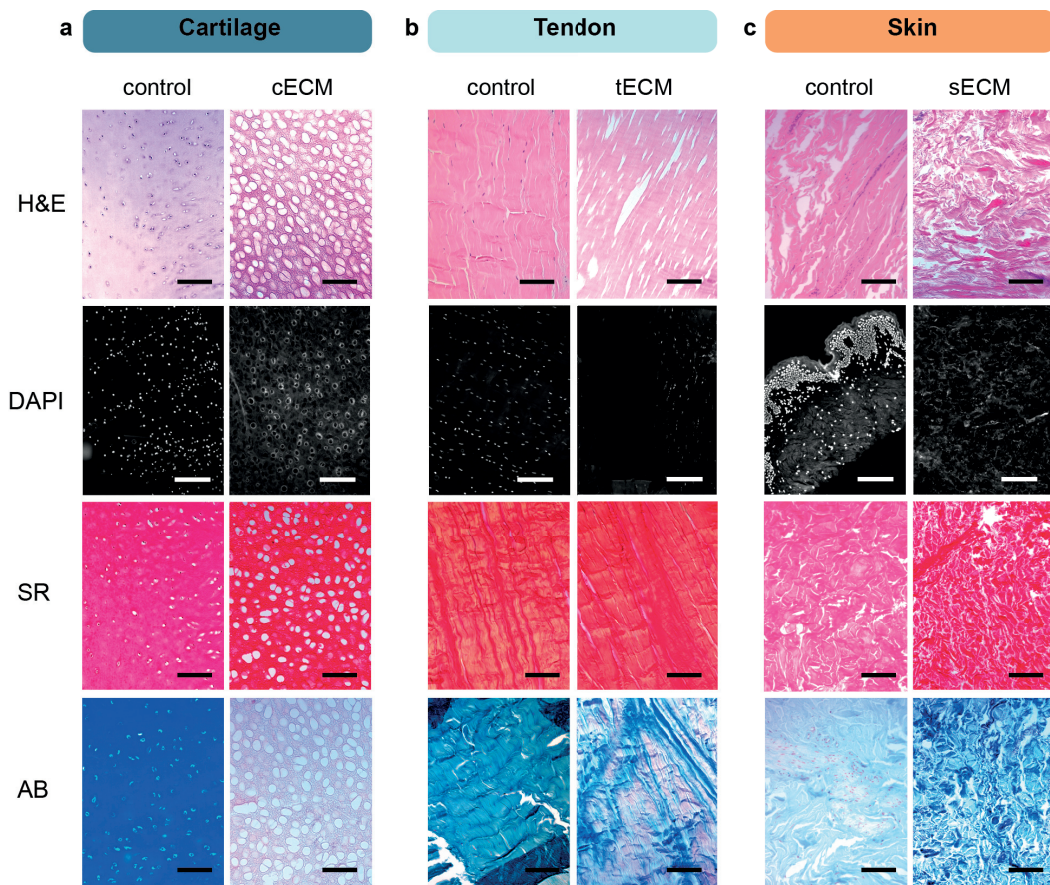 a Cartilage b Tendon c Skin
control cECM control tECM control sECM
H&E
DAPI
SR
AB